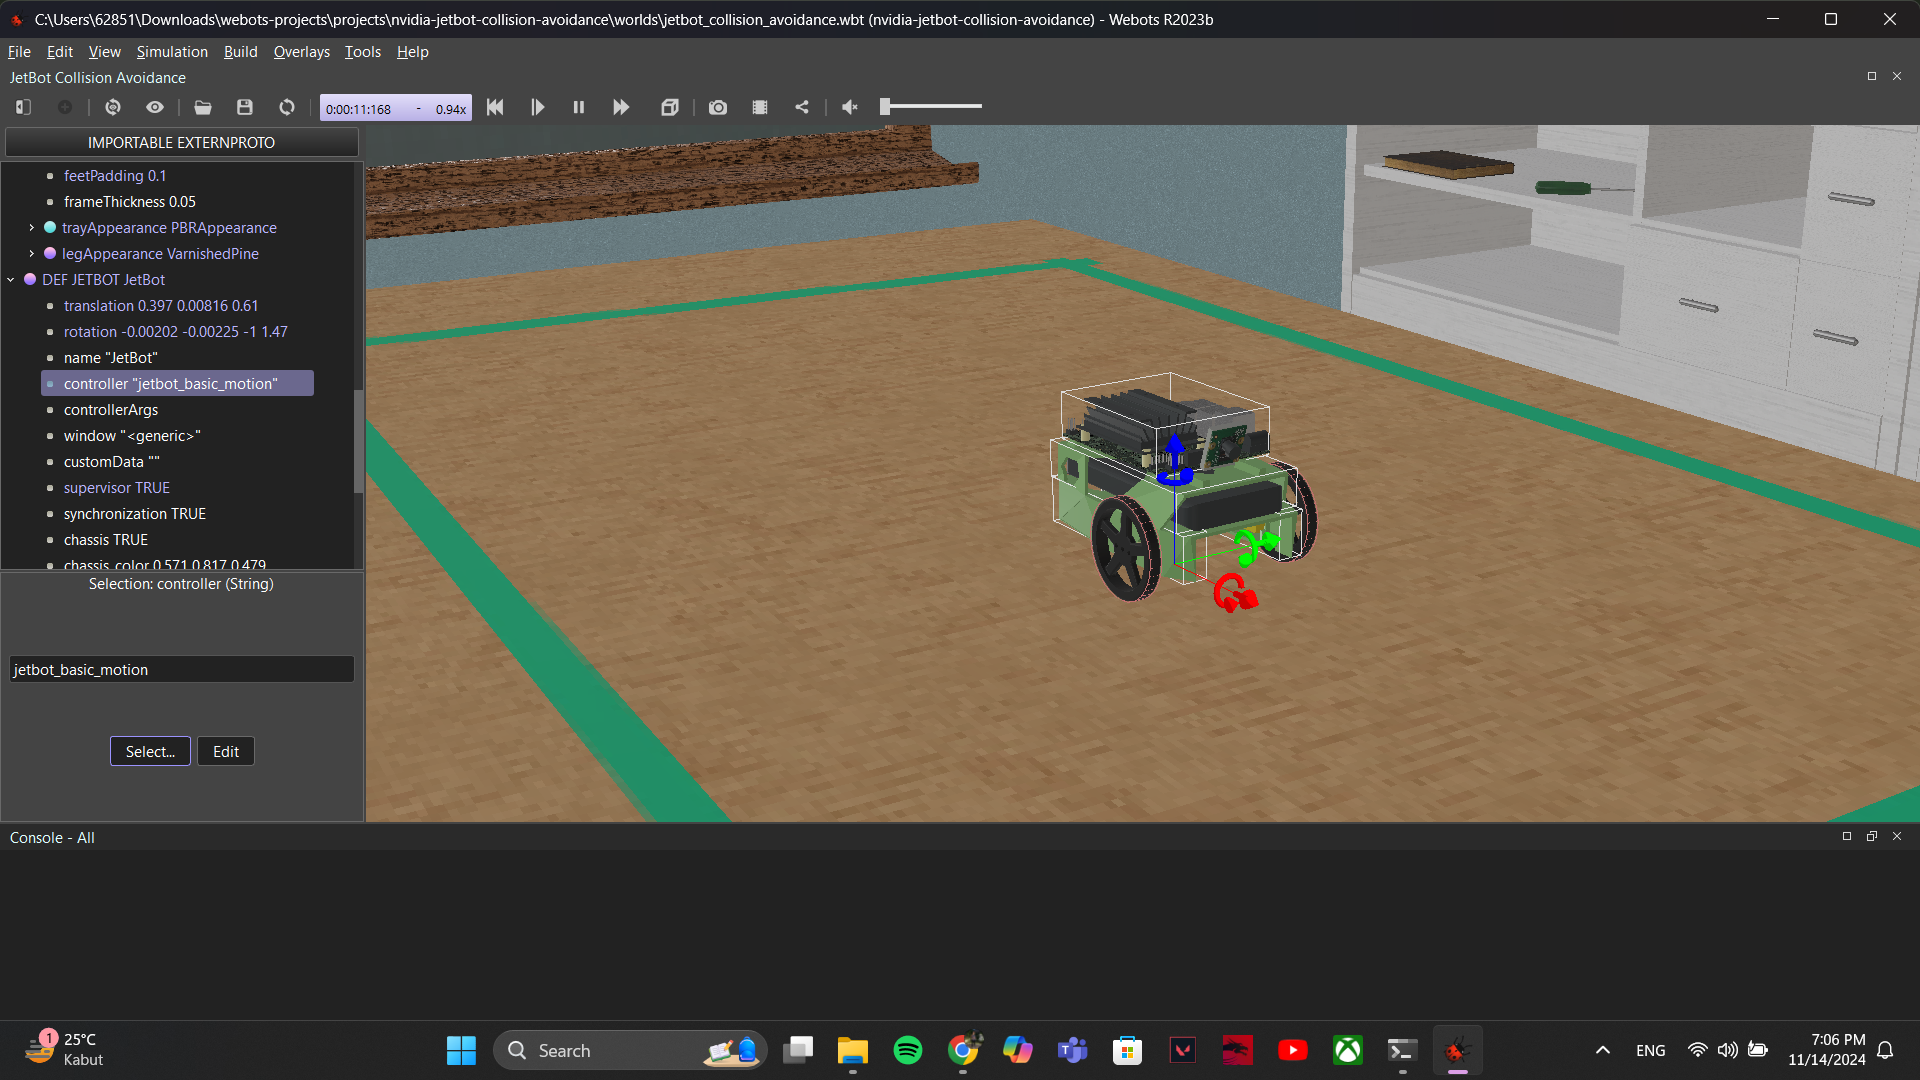 C:\Users\62851\Downloads\webots-projects\projects\nvidia-jetbot-collision-avoidance\worlds\jetbot_collision_avoidance.wbt (nvidia-jetbot-collision-avoidance) - Webots R2023b
File Edit View Simulation Build Overlays Tools Help
JetBot Collision Avoidance
0:00:11:168 - 0.94x
IMPORTABLE EXTERNPROTO
feetPadding 0.1
frameThickness 0.05
trayAppearance PBRAppearance
legAppearance VarnishedPine
DEF JETBOT JetBot
translation 0.397 0.00816 0.61
rotation -0.00202 -0.00225 -1 1.47
name "JetBot"
controller "jetbot_basic_motion"
controllerArgs
window "<generic>"
customData ""
supervisor TRUE
synchronization TRUE
chassis TRUE
chassis_color 0.571 0.817 0.479
Selection: controller (String)
jetbot_basic_motion
Select... Edit
Console - All
1
25°C
Kabut
Search
ENG
7:06 PM
11/14/2024